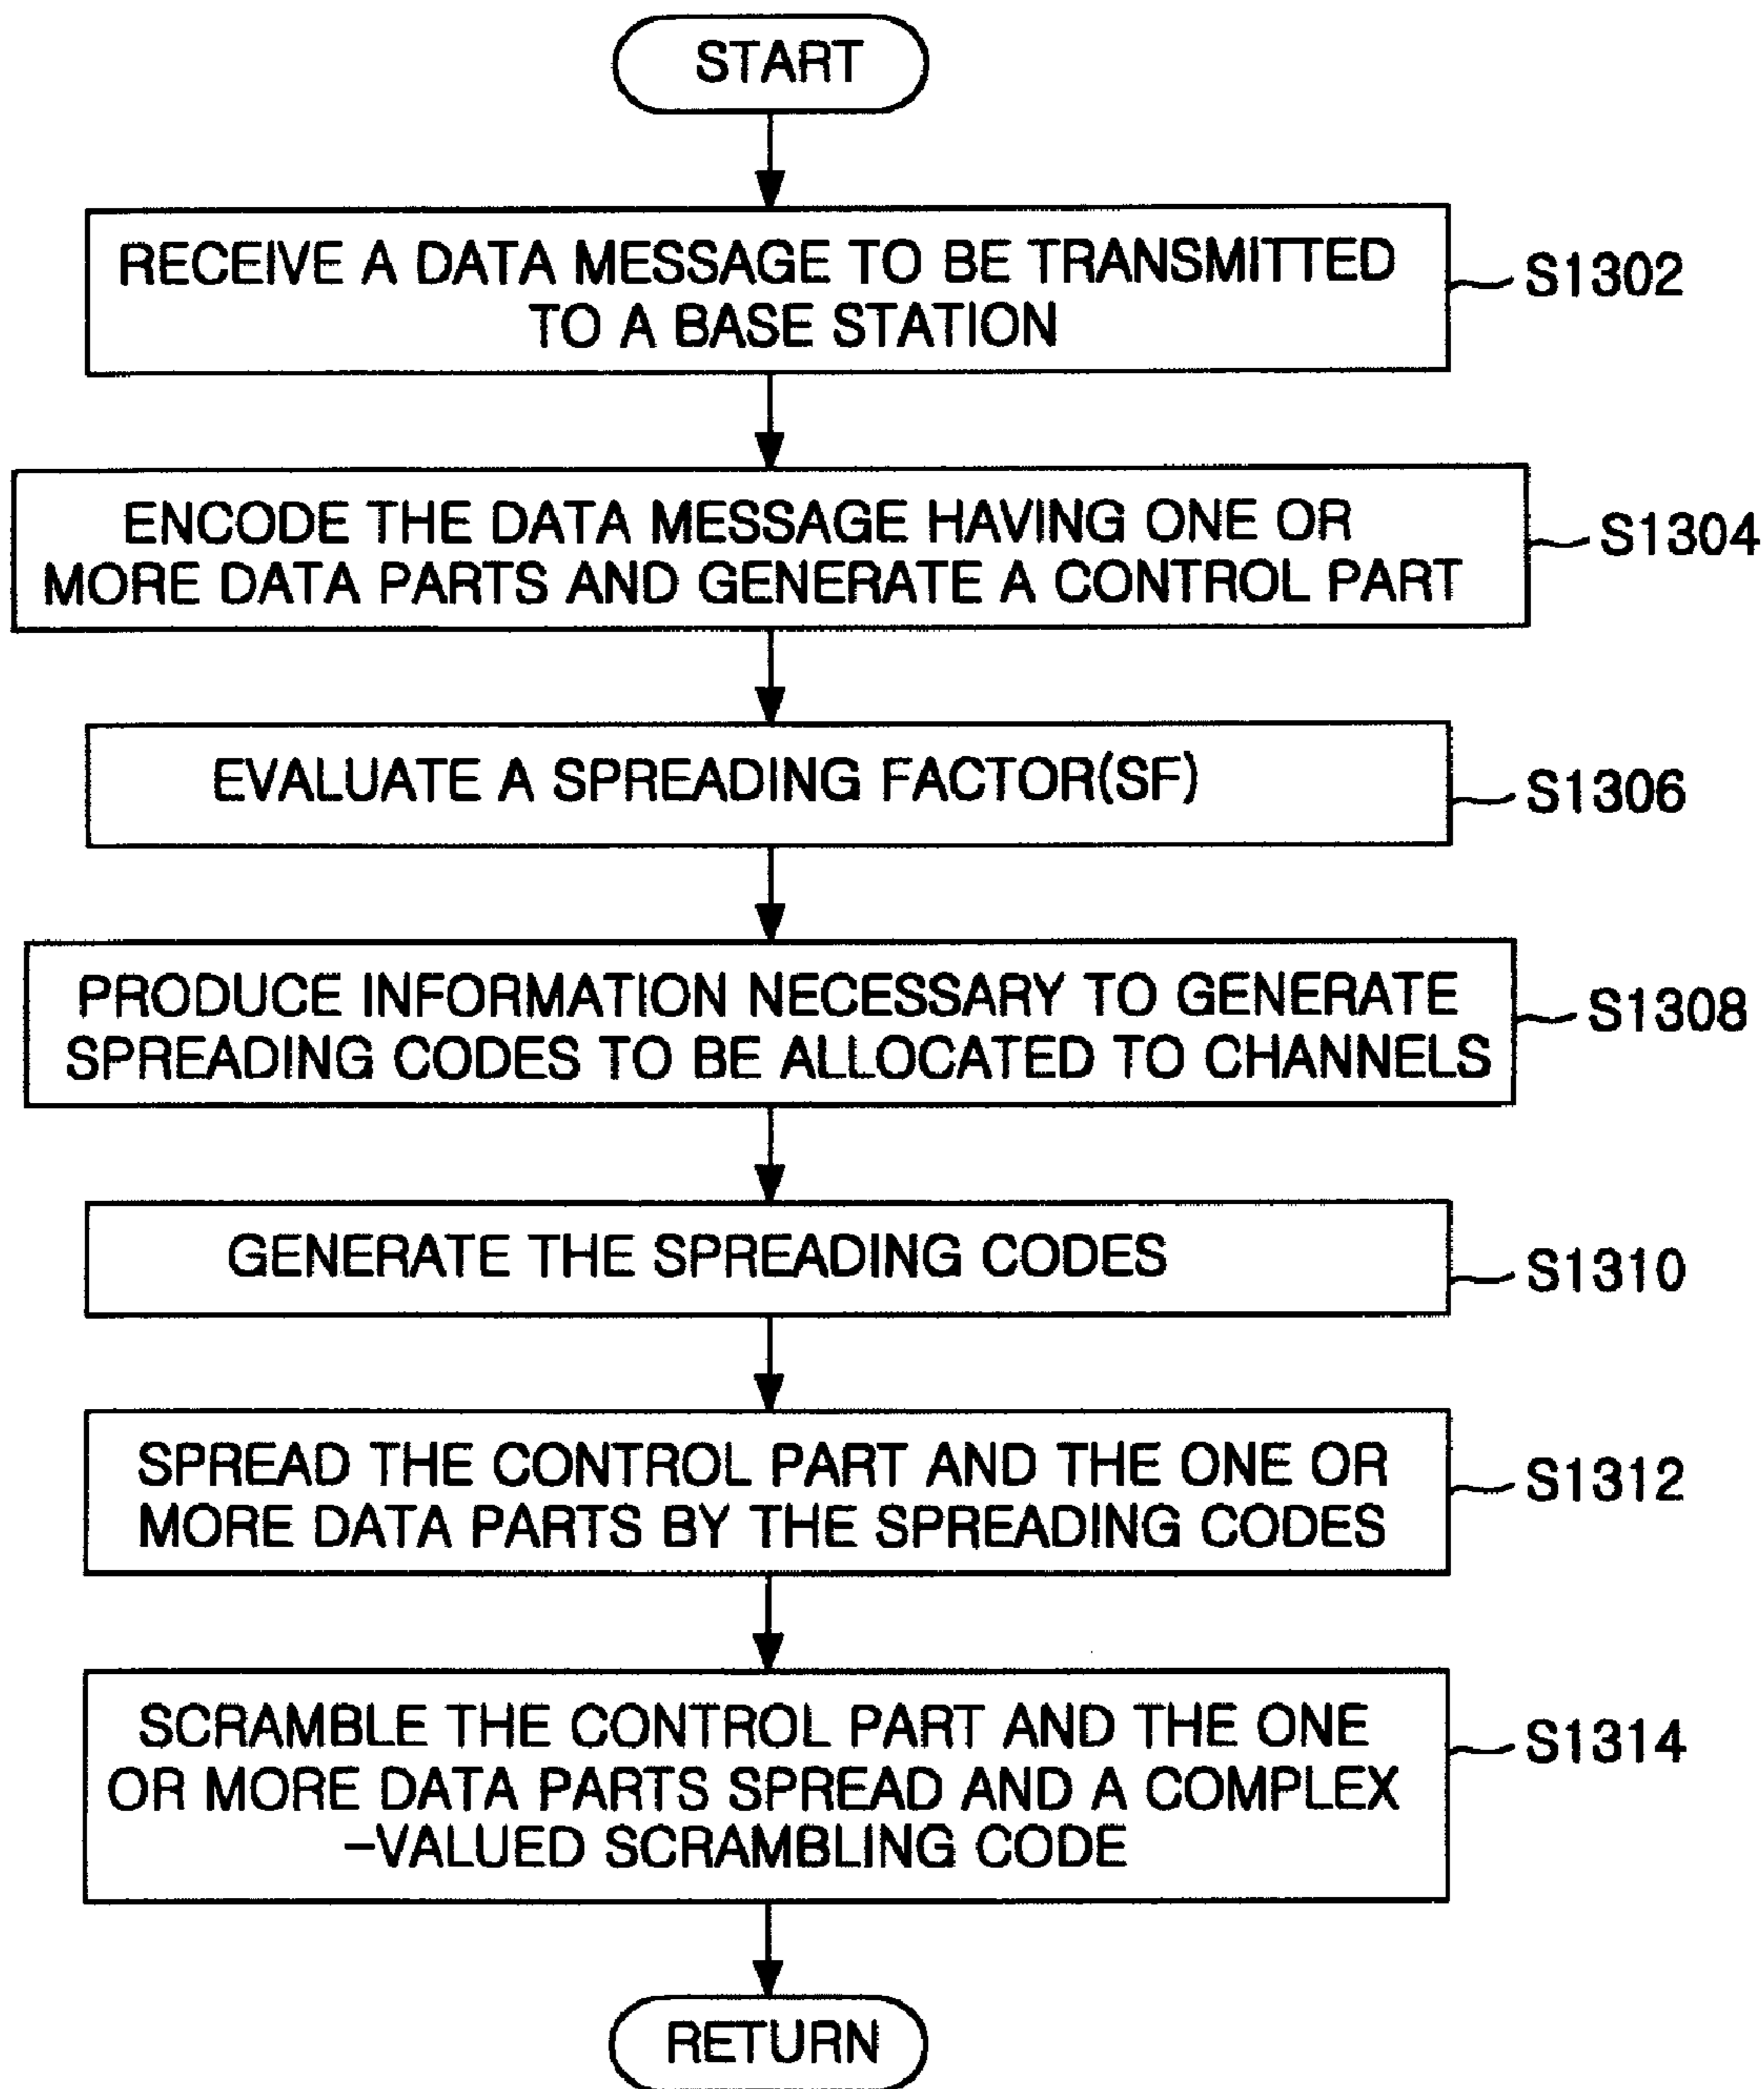 START
RECEIVE A DATA MESSAGE TO BE TRANSMITTED
TO A BASE STATION
S1302
ENCODE THE DATA MESSAGE HAVING ONE OR
MORE DATA PARTS AND GENERATE A CONTROL PART
S1304
EVALUATE A SPREADING FACTOR(SF)
S1306
PRODUCE INFORMATION NECESSARY TO GENERATE
SPREADING CODES TO BE ALLOCATED TO CHANNELS
S1308
GENERATE THE SPREADING CODES
S1310
SPREAD THE CONTROL PART AND THE ONE OR
MORE DATA PARTS BY THE SPREADING CODES
S1312
SCRAMBLE THE CONTROL PART AND THE ONE
OR MORE DATA PARTS SPREAD AND A COMPLEX
-VALUED SCRAMBLING CODE
S1314
RETURN